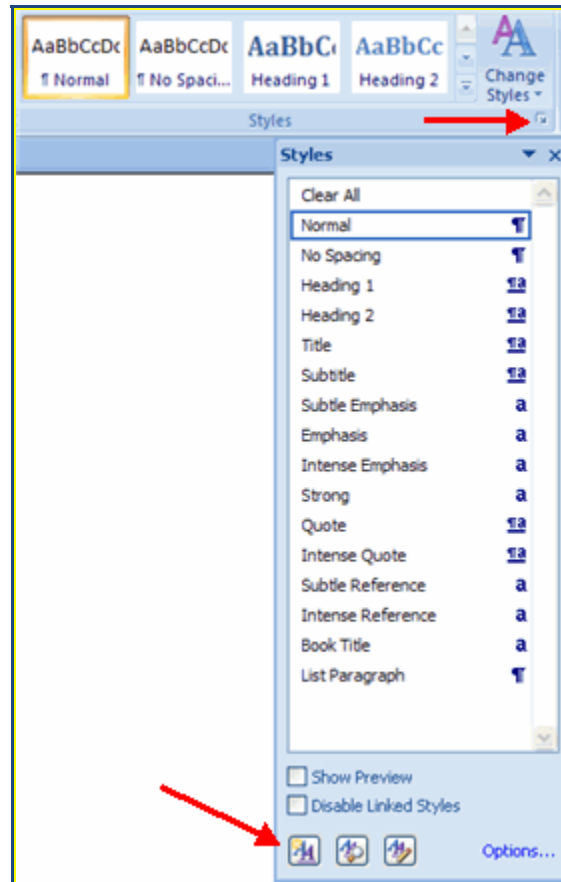 AaBbCcDc AaBbCcDc AaBbC AaBbCc
¶ Normal ¶ No Spaci... Heading 1 Heading 2
Change
Styles
Styles
Styles
Clear All
Normal ¶
No Spacing ¶
Heading 1 ¶a
Heading 2 ¶a
Title ¶a
Subtitle ¶a
Subtle Emphasis a
Emphasis a
Intense Emphasis a
Strong a
Quote ¶a
Intense Quote ¶a
Subtle Reference a
Intense Reference a
Book Title a
List Paragraph ¶
Show Preview
Disable Linked Styles
Options...